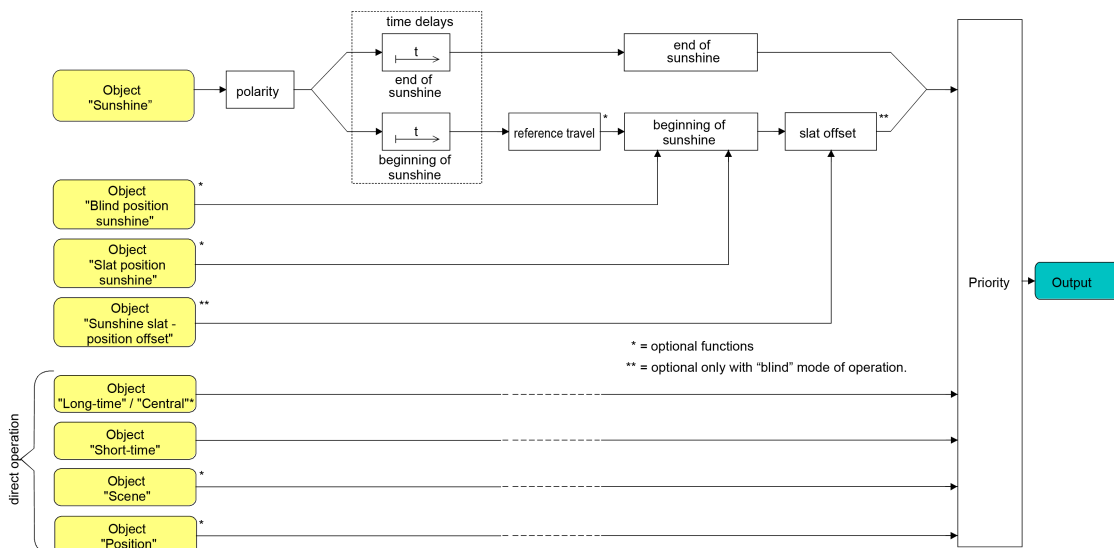 time delays
t
end of
sunshine
end of
sunshine
Object
"Sunshine”
polarity
t
beginning of
sunshine
reference travel
*
beginning of
sunshine
slat offset
**
Object
"Blind position
sunshine"
*
Object
"Slat position
sunshine"
*
Object
"Sunshine slat -
position offset"
**
Priority
Output
* = optional functions
** = optional only with “blind” mode of operation.
direct operation
Object
"Long-time" / "Central"*
Object
"Short-time"
Object
"Scene"
*
Object
"Position"
*